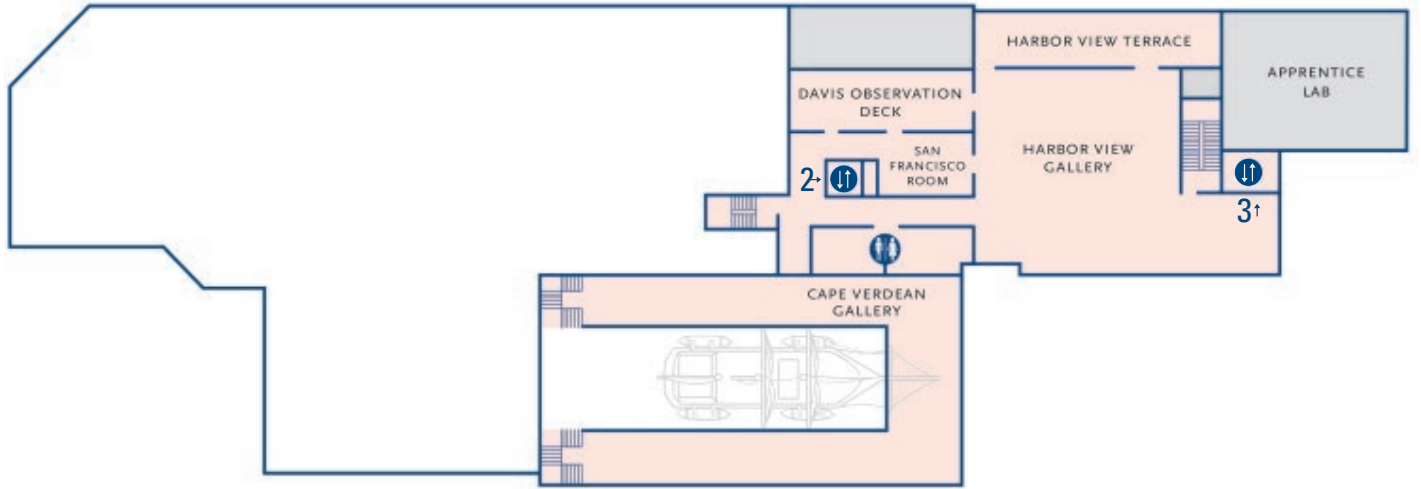 HARBOR VIEW TERRACE
APPRENTICE
LAB
DAVIS OBSERVATION
DECK
SAN
FRANCISCO
ROOM
HARBOR VIEW
GALLERY
2→
3↑
CAPE VERDEAN
GALLERY